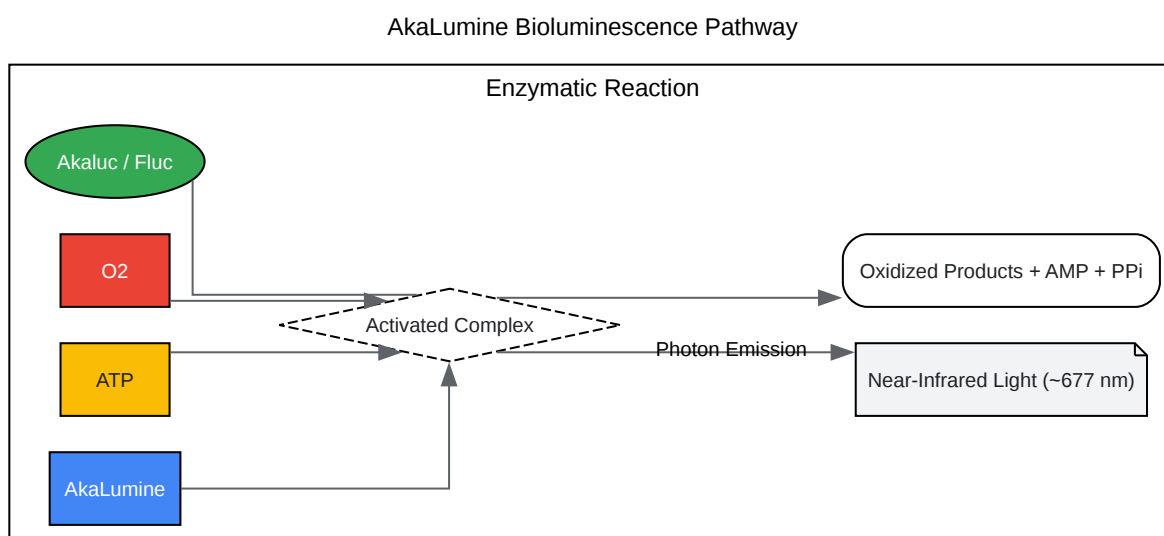 AkaLumine Bioluminescence Pathway
Enzymatic Reaction
Akaluc / Fluc
O2
ATP
AkaLumine
Activated Complex
Photon Emission
Oxidized Products + AMP + PPi
Near-Infrared Light (~677 nm)